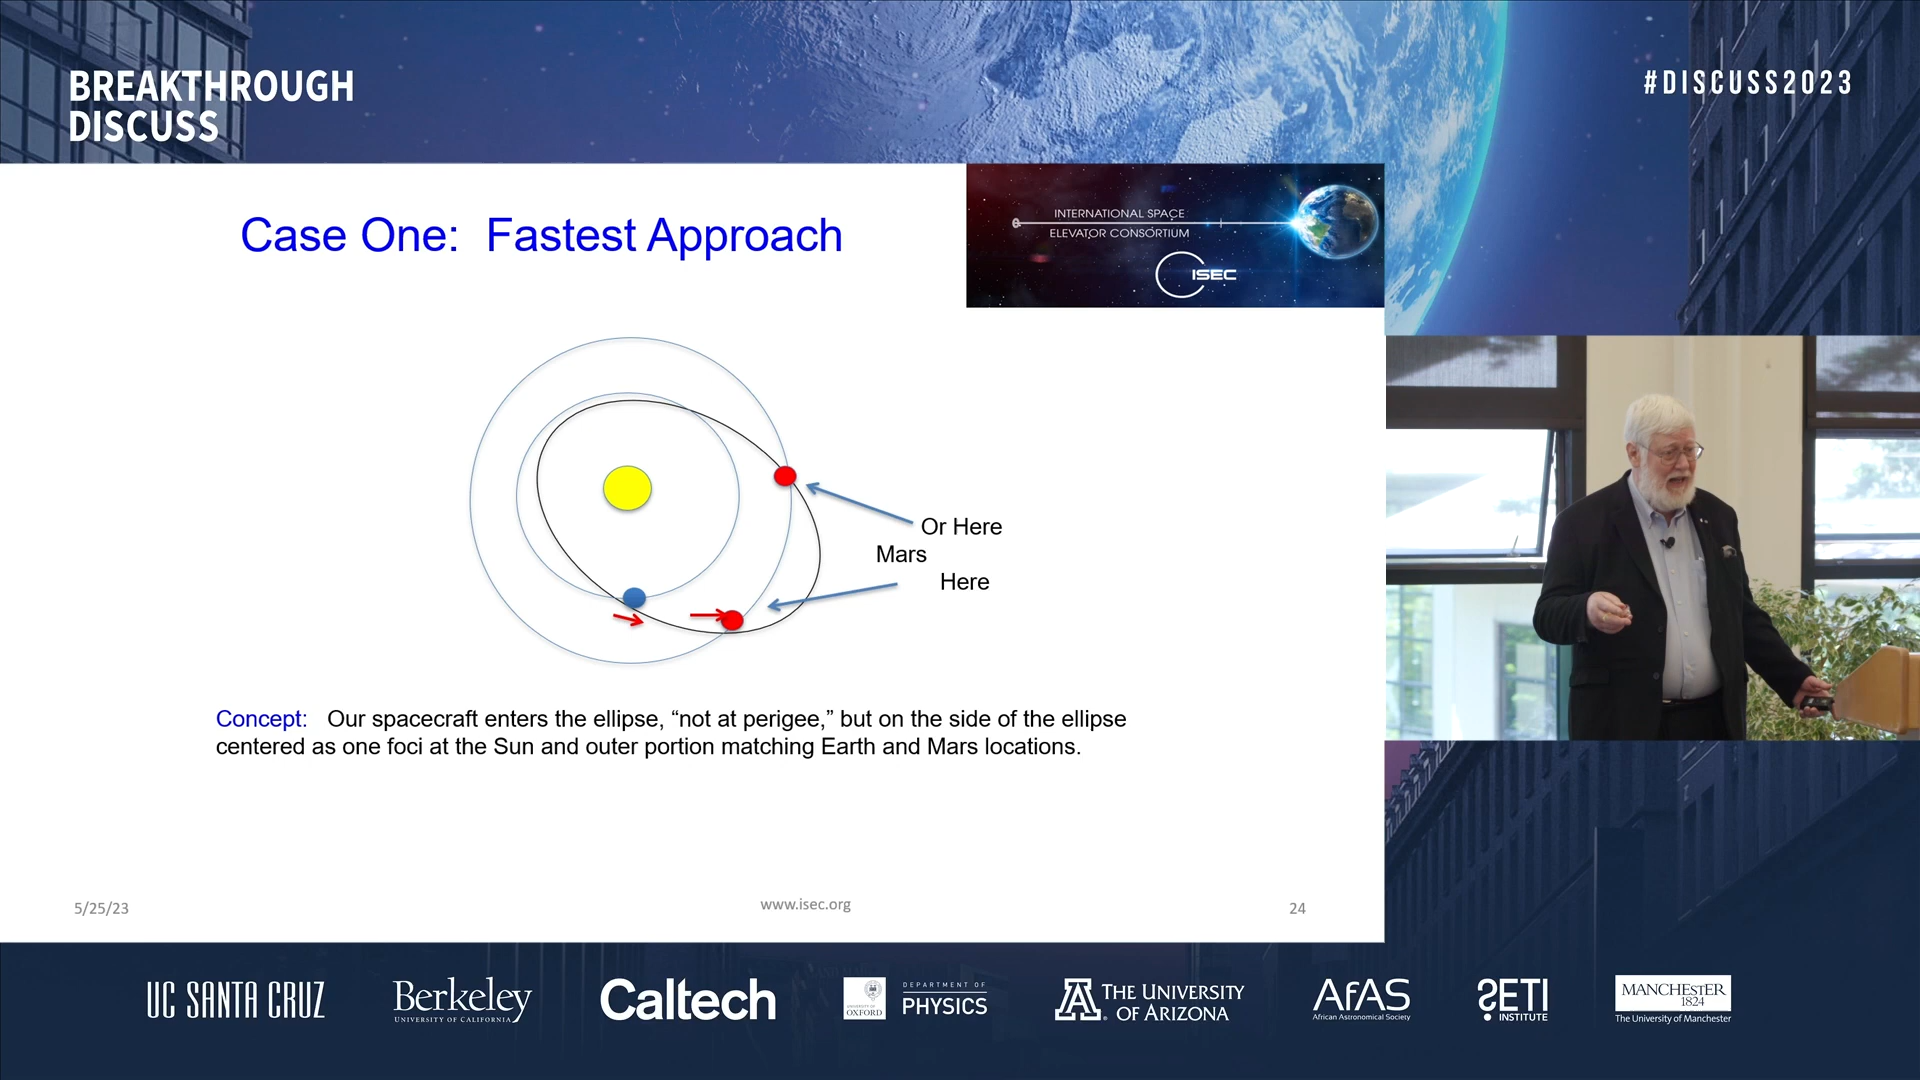 BREAKTHROUGH
DISCUSS
#DISCUSS2023
Case One: Fastest Approach
INTERNATIONAL SPACE
ELEVATOR CONSORTIUM
ISEC
Or Here
Mars
Here
Concept: Our spacecraft enters the ellipse, “not at perigee,” but on the side of the ellipse
centered as one foci at the Sun and outer portion matching Earth and Mars locations.
5/25/23
www.isec.org
24
UC SANTA CRUZ
Berkeley
UNIVERSITY OF CALIFORNIA
Caltech
UNIVERSITY OF
OXFORD
DEPARTMENT OF
PHYSICS
A
THE UNIVERSITY
OF ARIZONA
AfAS
African Astronomical Society
SETI
INSTITUTE
MANCHESTER
1824
The University of Manchester